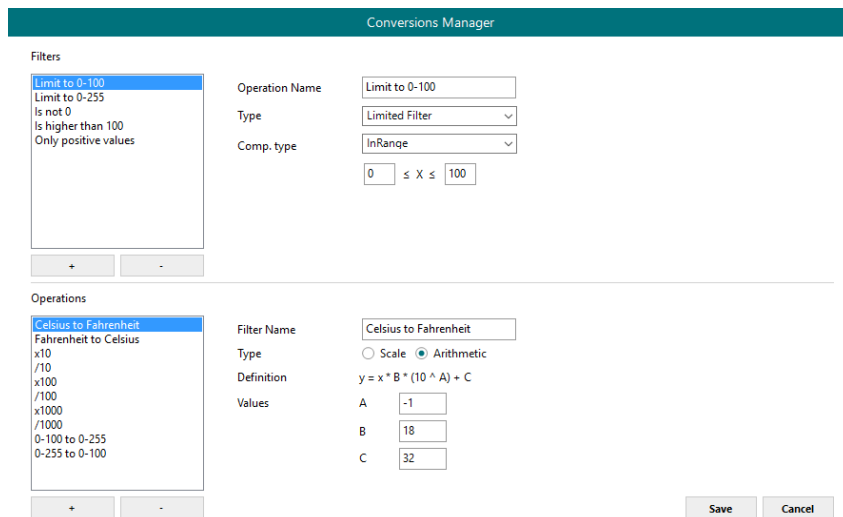 Conversions Manager
Filters
Limit to 0-100
Limit to 0-255
Is not 0
Is higher than 100
Only positive values
+ -
Operation Name Limit to 0-100
Type Limited Filter
Comp. type InRange
0 ≤ X ≤ 100
Operations
Celsius to Fahrenheit
Fahrenheit to Celsius
x10
/10
x100
/100
x1000
/1000
0-100 to 0-255
0-255 to 0-100
+ -
Filter Name Celsius to Fahrenheit
Type Scale Arithmetic
Definition y = x * B * (10 ^ A) + C
Values A -1
B 18
C 32
Save Cancel